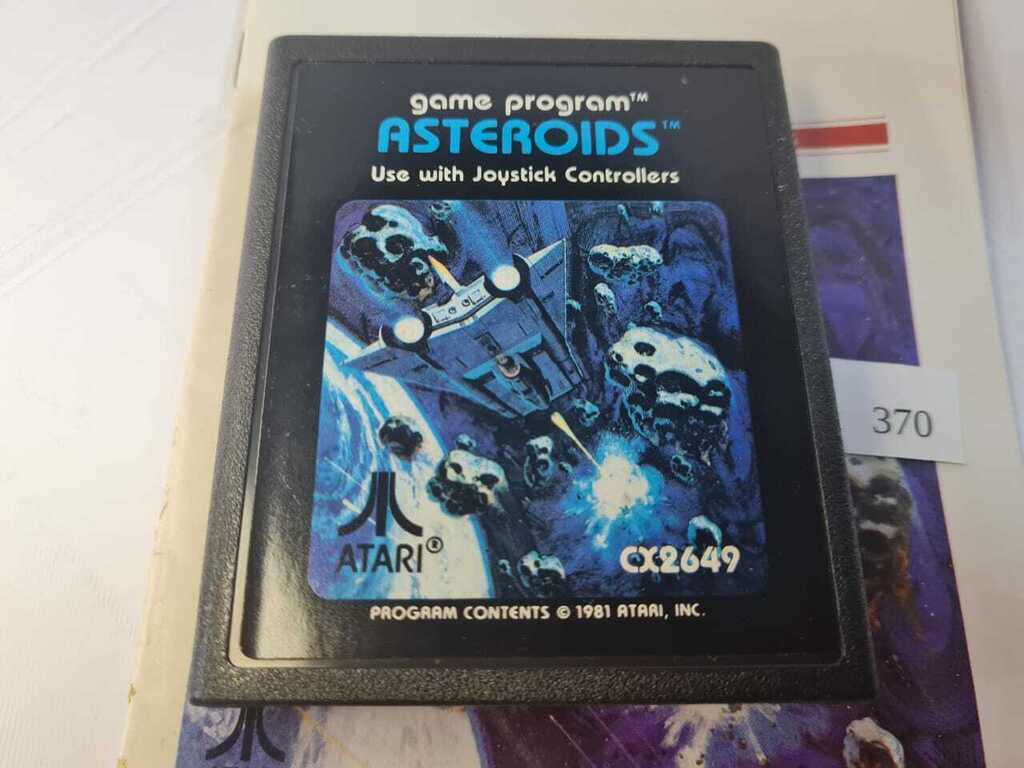 game program™
ASTEROIDS™
Use with Joystick Controllers
370
ATARI®
CX2649
PROGRAM CONTENTS © 1981 ATARI, INC.